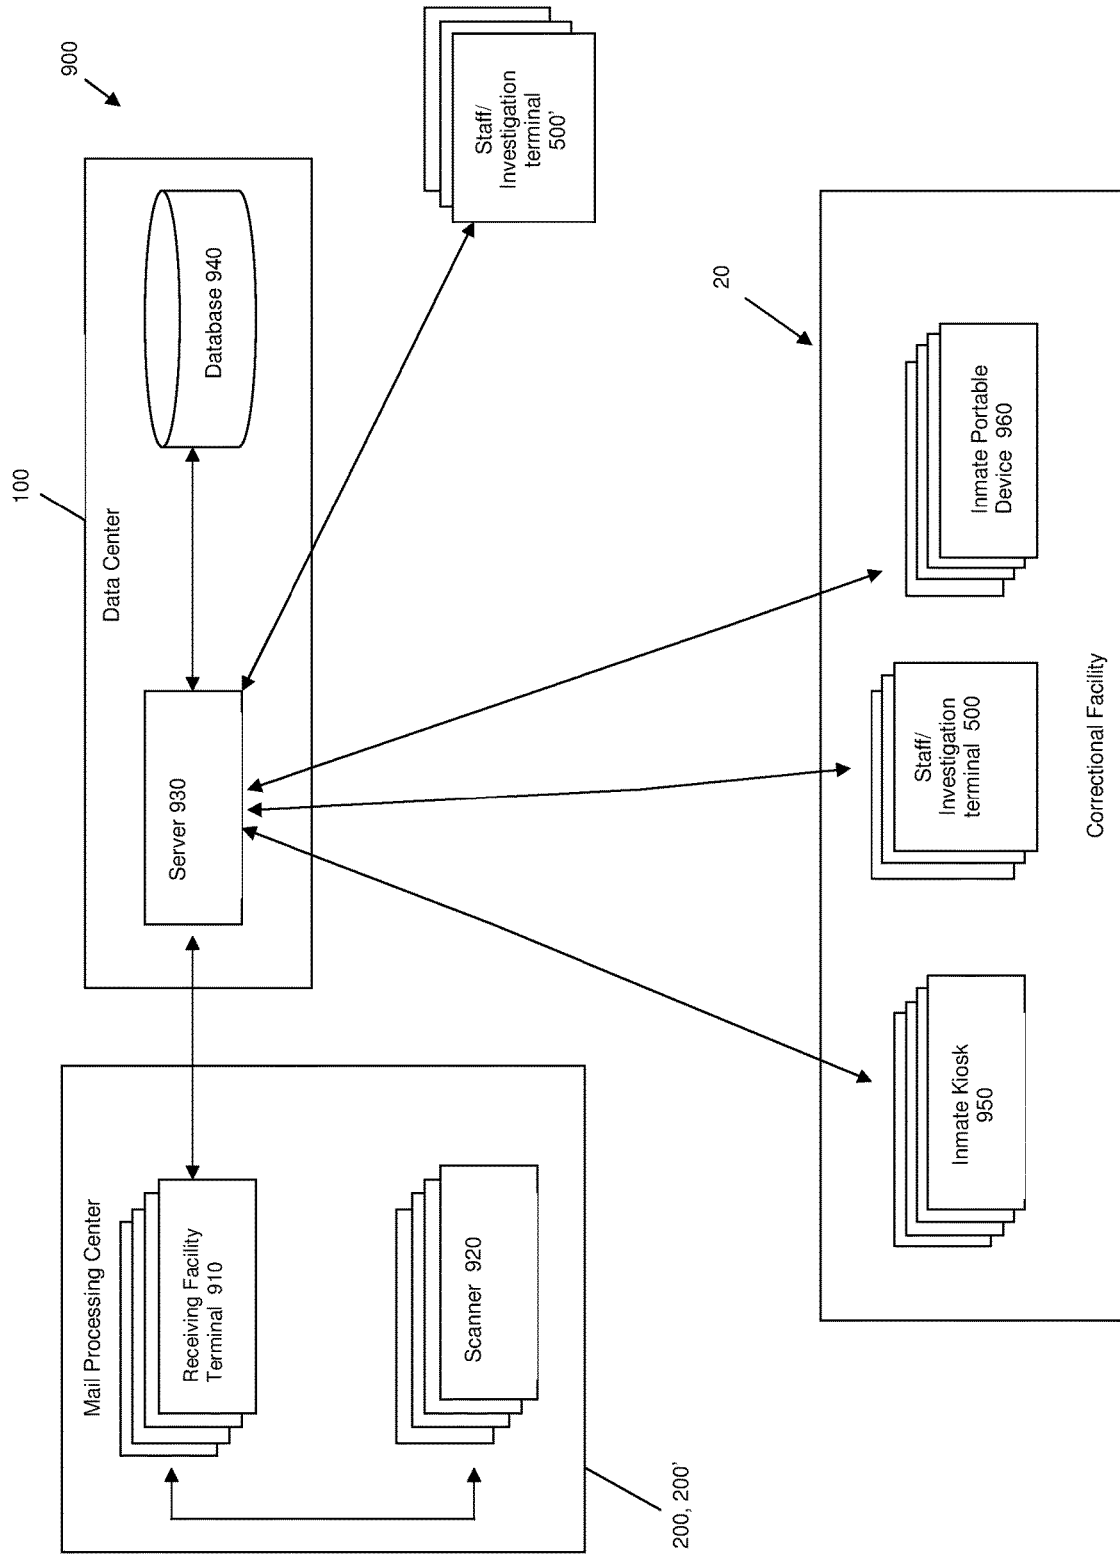 900
100
Data Center
Server 930
Database 940
Staff/
Investigation
terminal
500'
Mail Processing Center
Receiving Facility
Terminal 910
Scanner 920
200, 200'
20
Inmate Kiosk
950
Staff/
Investigation
terminal 500
Inmate Portable
Device 960
Correctional Facility